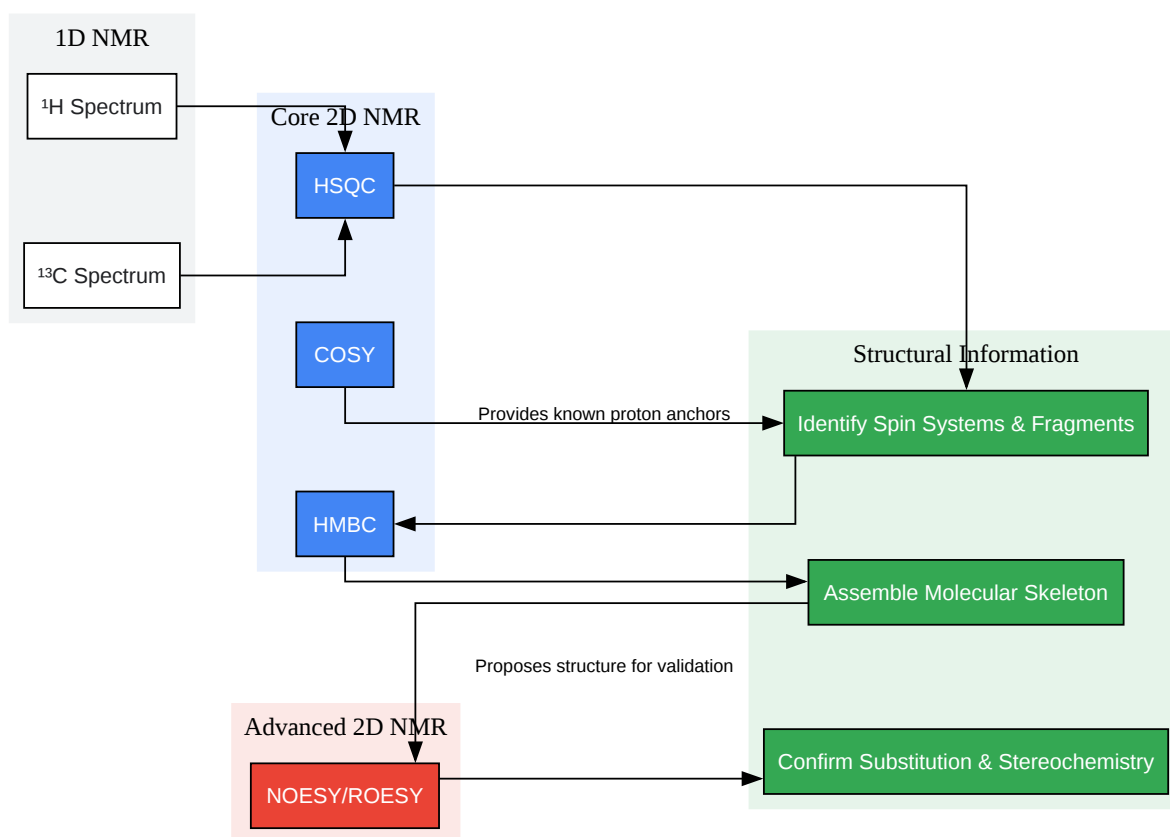 1D NMR
¹H Spectrum
Core 2D NMR
HSQC
¹³C Spectrum
COSY
Structural Information
Provides known proton anchors
Identify Spin Systems & Fragments
HMBC
Assemble Molecular Skeleton
Proposes structure for validation
Advanced 2D NMR
Confirm Substitution & Stereochemistry
NOESY/ROESY